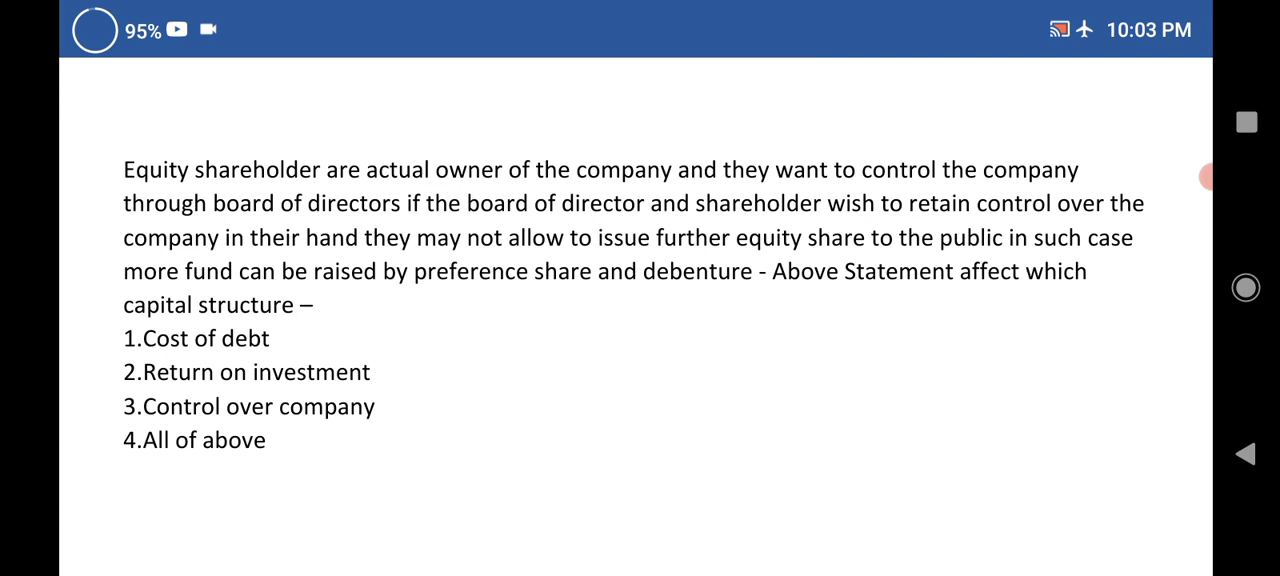 95%
10:03 PM
Equity shareholder are actual owner of the company and they want to control the company
through board of directors if the board of director and shareholder wish to retain control over the
company in their hand they may not allow to issue further equity share to the public in such case
more fund can be raised by preference share and debenture - Above Statement affect which
capital structure –
1.Cost of debt
2.Return on investment
3.Control over company
4.All of above